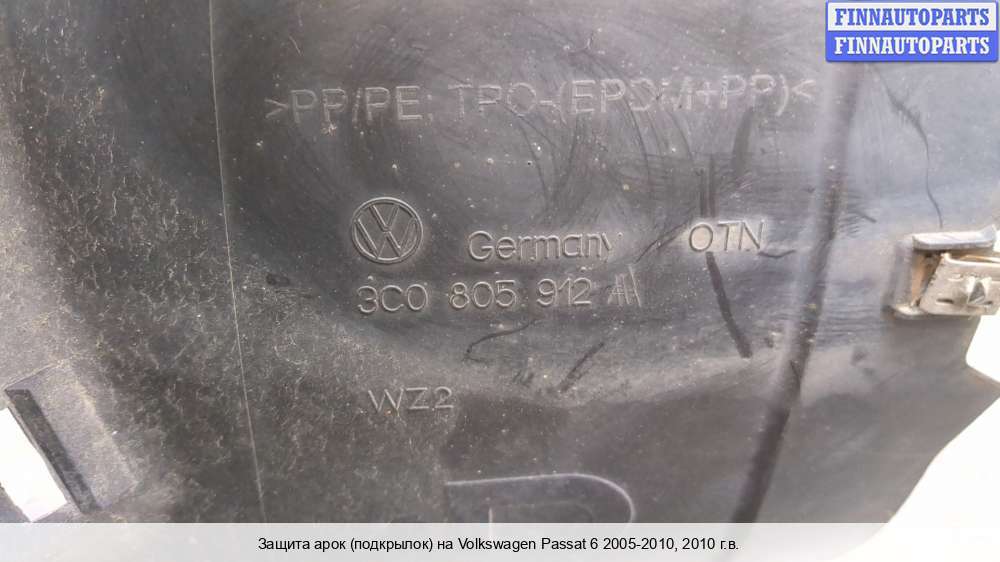 FINNAUTOPARTS
FINNAUTOPARTS
>PP/PE, TPO-(EPDM+PP)<
VW
Germany OTN
3C0 805 912
WZ2
Защита арок (подкрылок) на Volkswagen Passat 6 2005-2010, 2010 г.в.